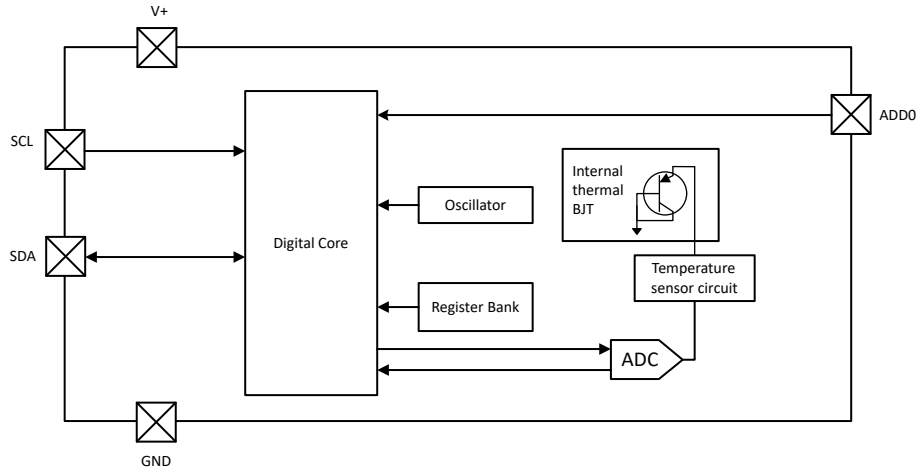 V+
SCL
ADD0
Internal
thermal
BJT
Oscillator
Digital Core
SDA
Temperature
sensor circuit
Register Bank
ADC
GND